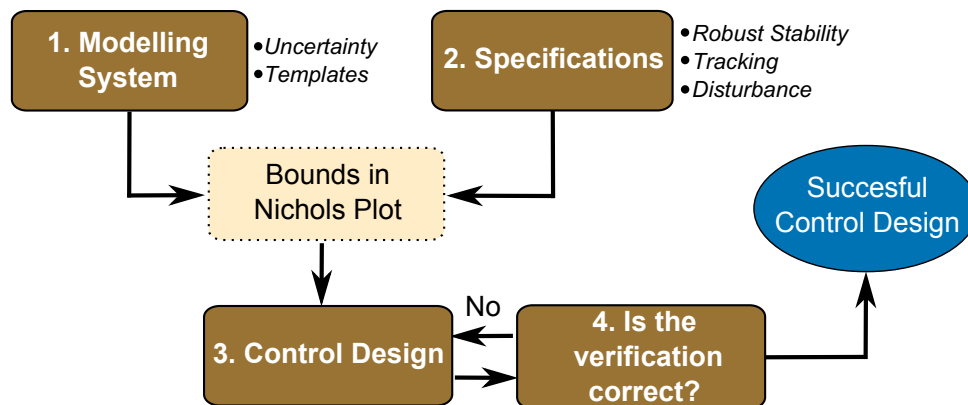 1. Modelling
System
•Uncertainty
•Templates
2. Specifications
•Robust Stability
•Tracking
•Disturbance
Bounds in
Nichols Plot
Succesful
Control Design
3. Control Design
No
4. Is the
verification
correct?